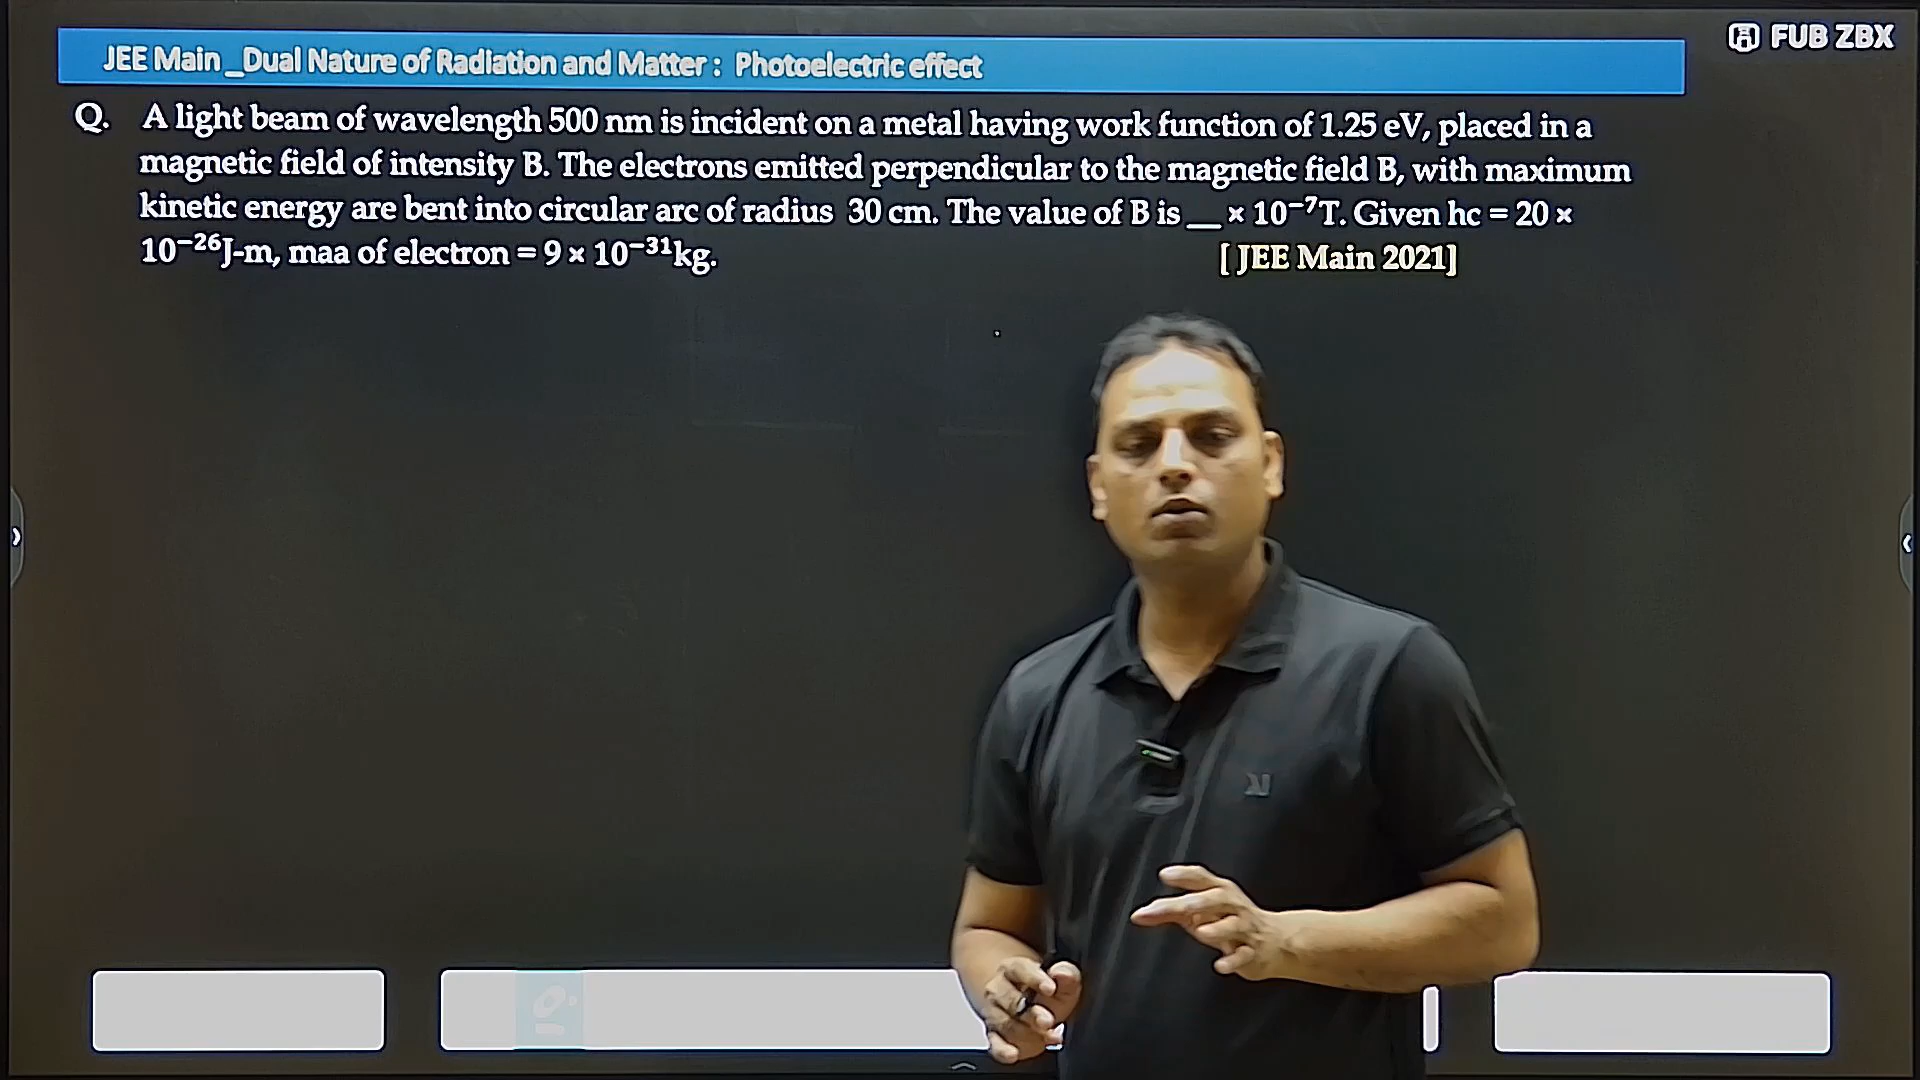 FUB ZBX
JEE Main _Dual Nature of Radiation and Matter : Photoelectric effect
Q. A light beam of wavelength 500 nm is incident on a metal having work function of 1.25 eV, placed in a
magnetic field of intensity B. The electrons emitted perpendicular to the magnetic field B, with maximum
kinetic energy are bent into circular arc of radius 30 cm. The value of B is __ × 10⁻⁷T. Given hc = 20 ×
10⁻²⁶J-m, maa of electron = 9 × 10⁻³¹kg.
[ JEE Main 2021]